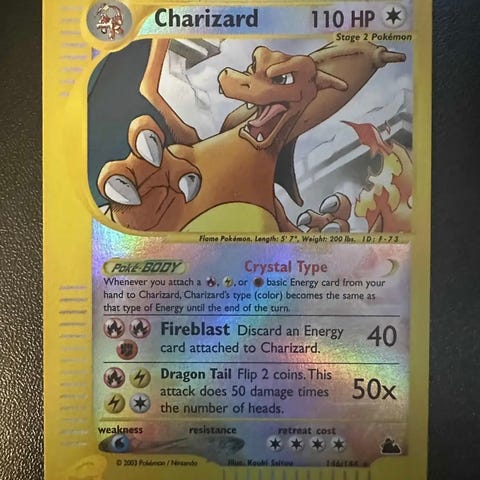 Charizard 110 HP
Stage 2 Pokémon
Flame Pokémon. Length: 5' 7", Weight: 200 lbs. ID: F-73
Poké-BODY Crystal Type
Whenever you attach a , , or basic Energy card from your
hand to Charizard, Charizard's type (color) becomes the same as
that type of Energy until the end of the turn.
Fireblast Discard an Energy
card attached to Charizard.
40
Dragon Tail Flip 2 coins. This
attack does 50 damage times
the number of heads.
50x
weakness resistance retreat cost
© 2003 Pokémon / Nintendo Illus. Kouki Saitou 146/144